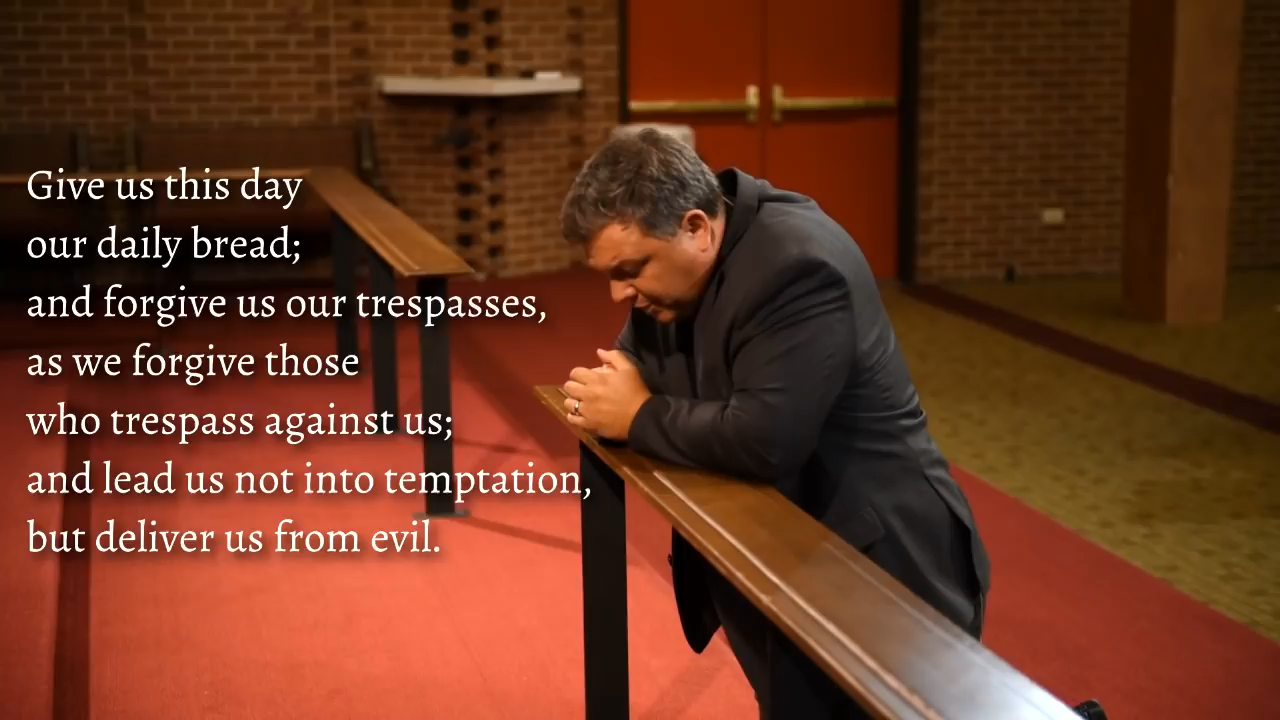 Give us this day
our daily bread;
and forgive us our trespasses,
as we forgive those
who trespass against us;
and lead us not into temptation,
but deliver us from evil.